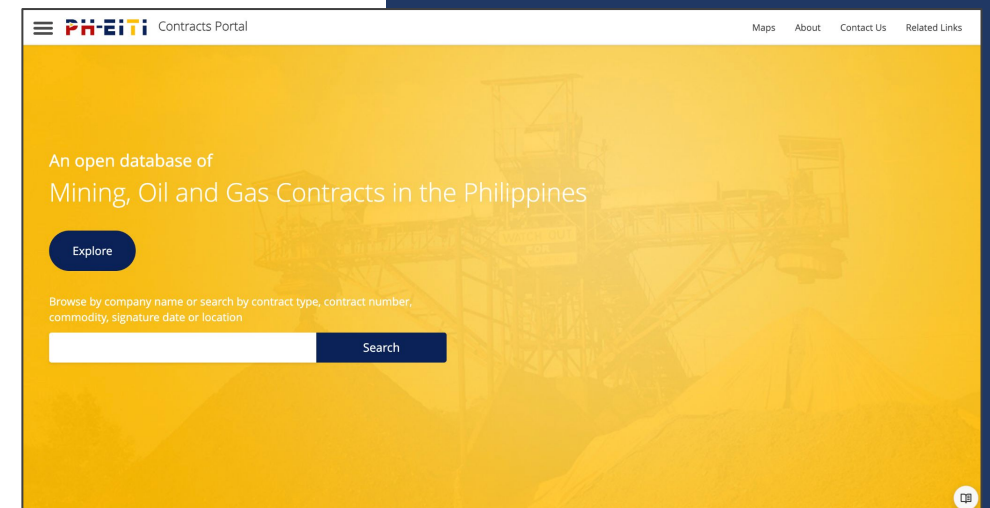 PH-EITI Contracts Portal Maps About Contact Us Related Links
An open database of
Mining, Oil and Gas Contracts in the Philippines
Explore
Browse by company name or search by contract type, contract number,
commodity, signature date or location
Search